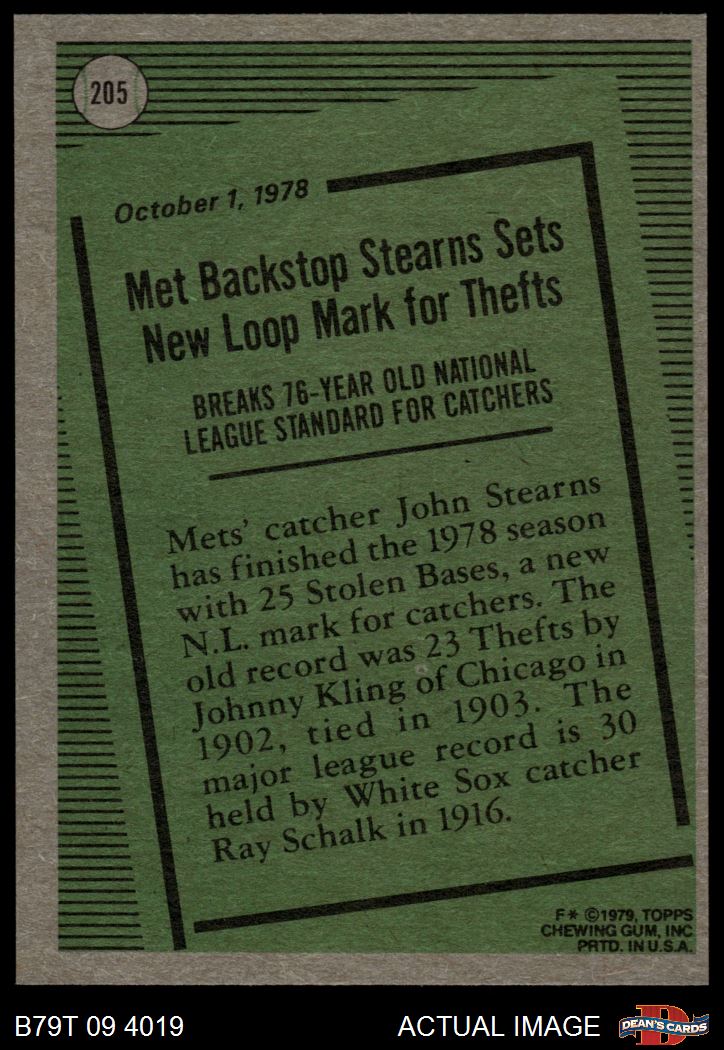 205
October 1, 1978
Met Backstop Stearns Sets
New Loop Mark for Thefts
BREAKS 76-YEAR OLD NATIONAL
LEAGUE STANDARD FOR CATCHERS
Mets' catcher John Stearns
has finished the 1978 season
with 25 Stolen Bases, a new
N.L. mark for catchers. The
old record was 23 Thefts by
Johnny Kling of Chicago in
1902, tied in 1903. The
major league record is 30
held by White Sox catcher
Ray Schalk in 1916.
F* ©1979, TOPPS
CHEWING GUM, INC
PRTD. IN U.S.A.
B79T 09 4019
ACTUAL IMAGE
D
DEAN'S CARDS